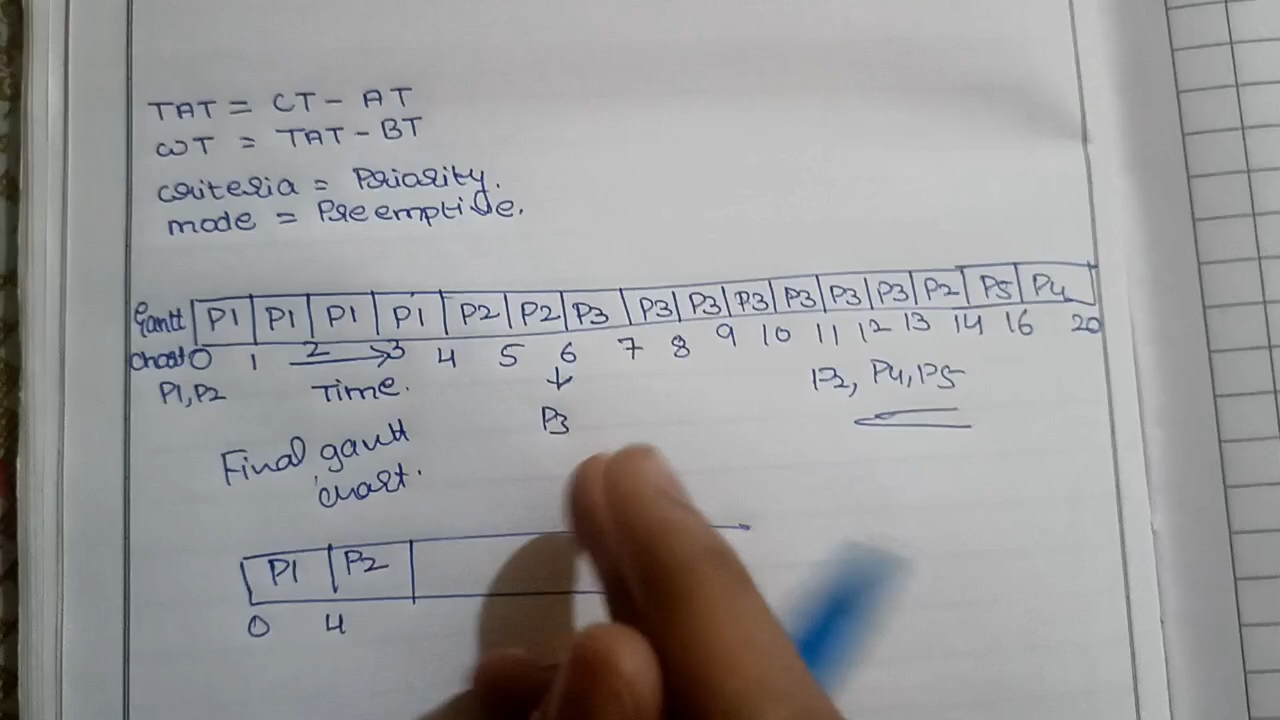 TAT = CT - AT
WT = TAT - BT
criteria = Priority.
mode = Preemptive.
Gantt P1 P1 P1 P1 P2 P2 P3 P3 P3 P3 P3 P3 P3 P2 P5 P4
chart 0 1 2 3 4 5 6 7 8 9 10 11 12 13 14 16 20
P1, P2 Time. P3 P2, P4, P5
Final gantt
chart.
P1 P2
0 4